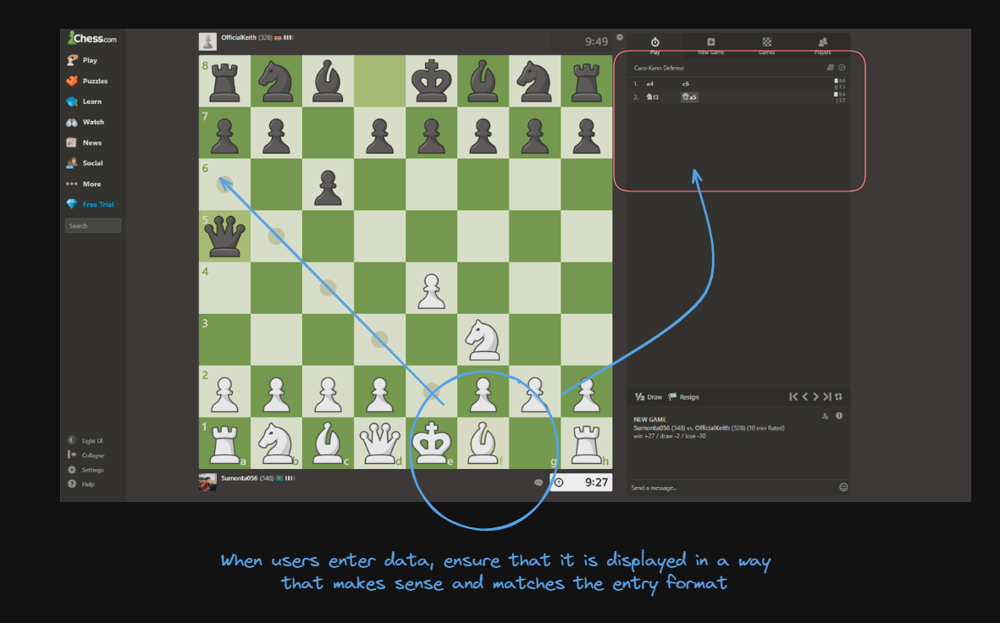 Chess.com
OfficialKeith (328)
9:49
Play
New Game
Games
Players
Play
Puzzles
Learn
Watch
News
Social
More
Free Trial
Search
Caro-Kann Defense
1. e4 c6 8.0
7.3
2. f3 a5 9.4
3.7
8
7
6
5
4
3
2
1
a b c d e f g h
½ Draw Resign
NEW GAME
Sumonta056 (348) vs. OfficialKeith (328) (10 min Rated)
win +27 / draw -2 / lose -30
Light UI
Collapse
Settings
Help
Sumonta056 (348)
9:27
Send a message...
When users enter data, ensure that it is displayed in a way
that makes sense and matches the entry format